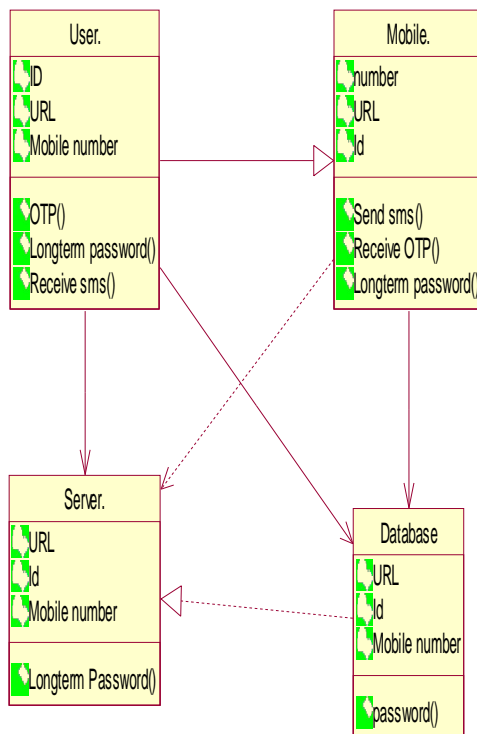 User.
ID
URL
Mobile number
OTP()
Longterm password()
Receive sms()
Mobile.
number
URL
Id
Send sms()
Receive OTP()
Longterm password()
Server.
URL
Id
Mobile number
Longterm Password()
Database
URL
Id
Mobile number
password()